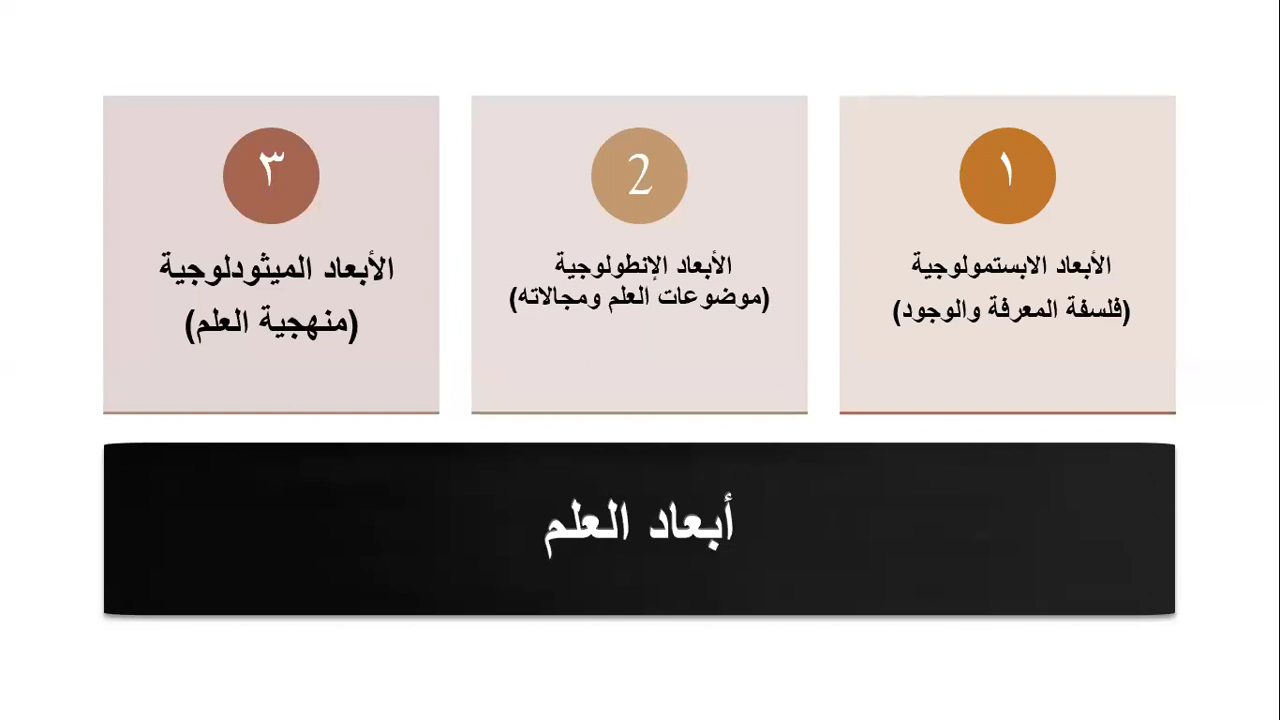 ١
الأبعاد الابستمولوجية
(فلسفة المعرفة والوجود)
2
الأبعاد الإنطولوجية
(موضوعات العلم ومجالاته)
٣
الأبعاد الميثودلوجية
(منهجية العلم)
أبعاد العلم